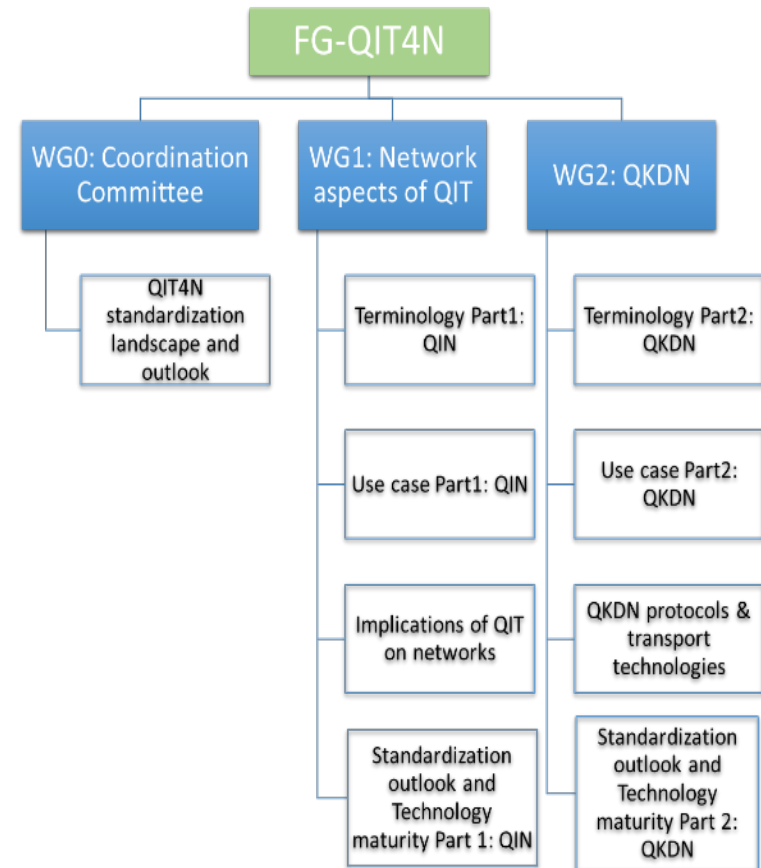 FG-QIT4N
WG0: Coordination
Committee
WG1: Network
aspects of QIT
WG2: QKDN
QIT4N
standardization
landscape and
outlook
Terminology Part1:
QIN
Terminology Part2:
QKDN
Use case Part1: QIN
Use case Part2:
QKDN
Implications of QIT
on networks
QKDN protocols &
transport
technologies
Standardization
outlook and
Technology
maturity Part 1: QIN
Standardization
outlook and
Technology
maturity Part 2:
QKDN